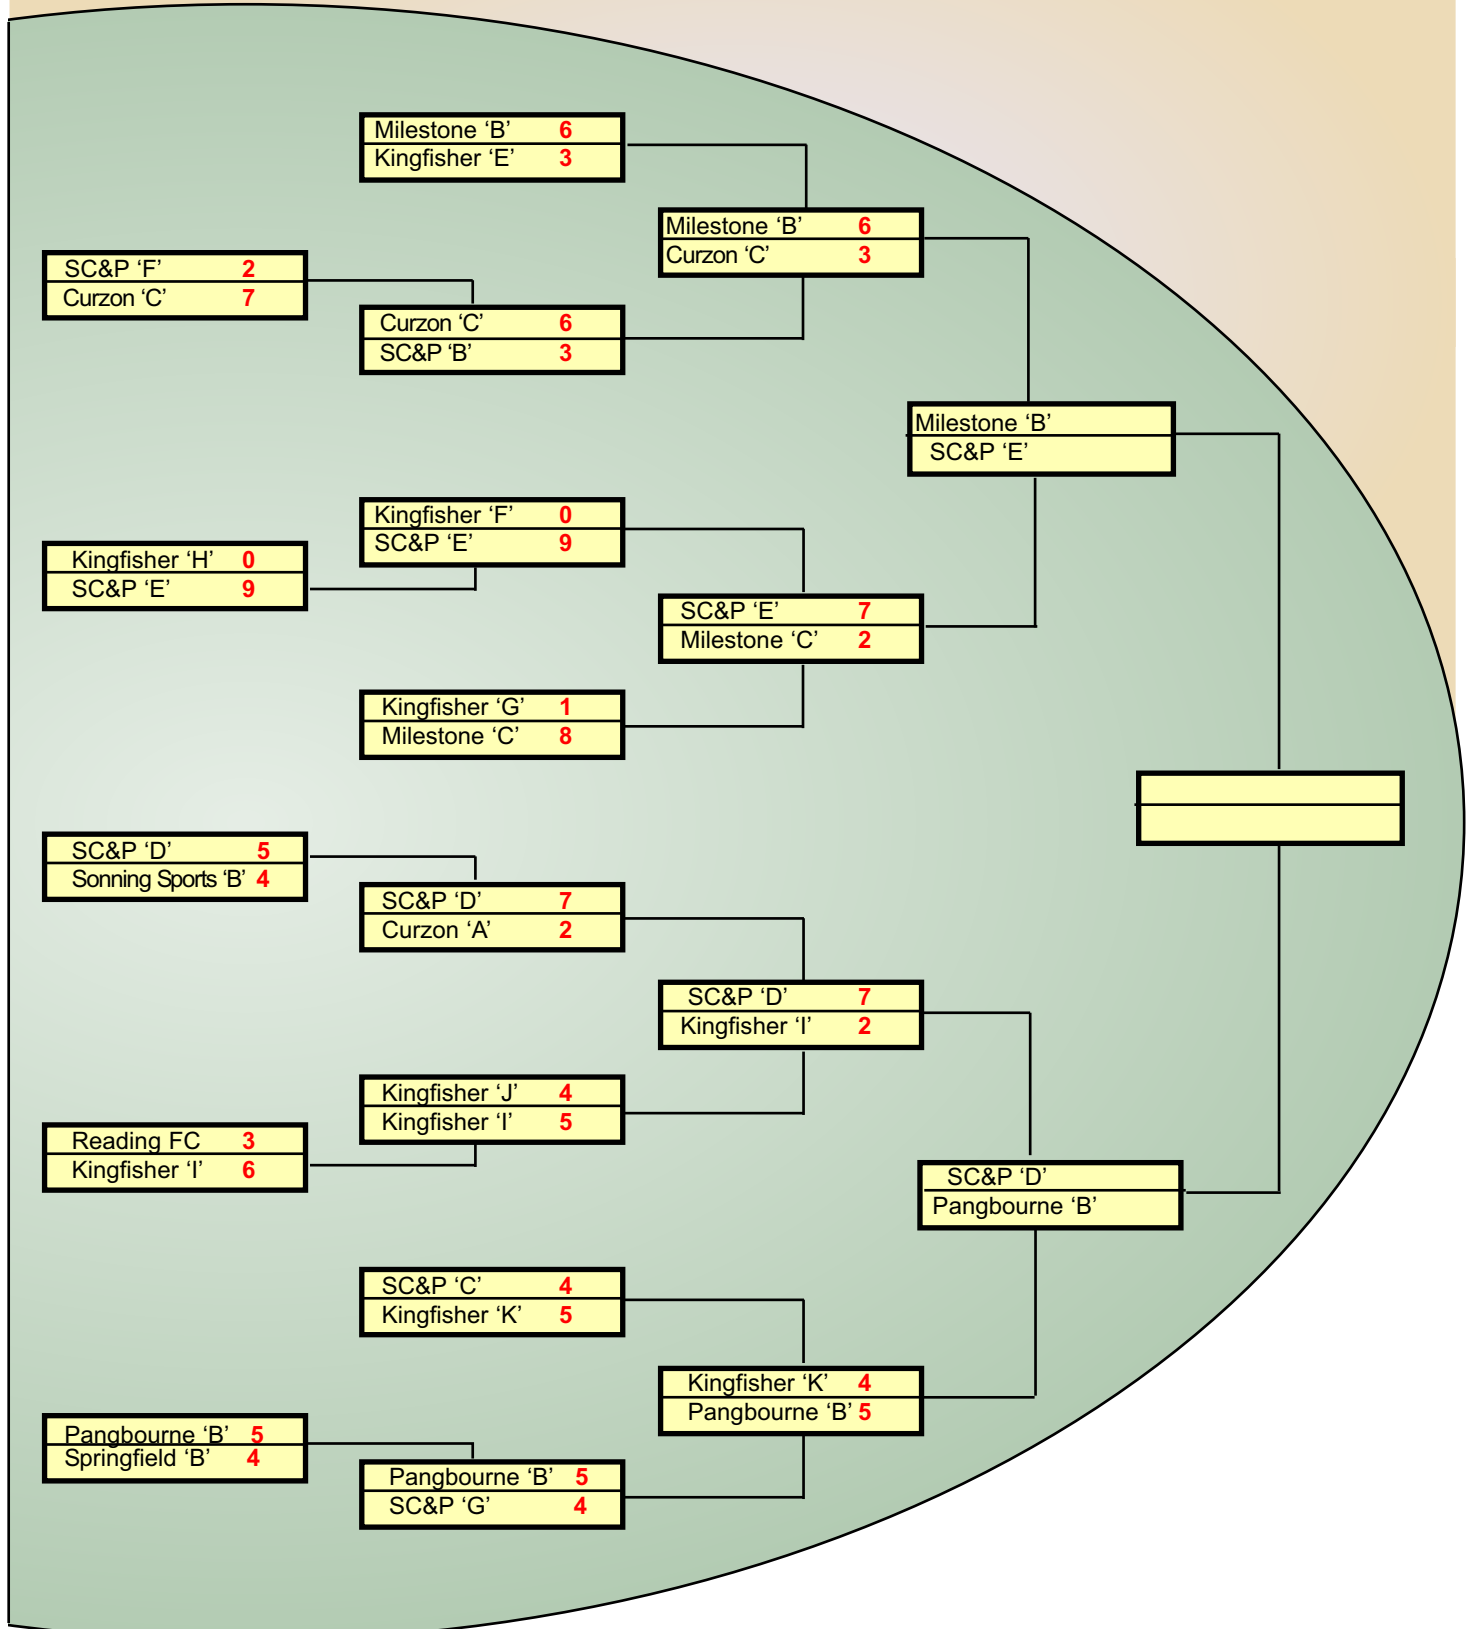 Milestone ‘B’ 6
Kingfisher ‘E’ 3
SC&P ‘F’ 2
Curzon ‘C’ 7
Curzon ‘C’ 6
SC&P ‘B’ 3
Milestone ‘B’ 6
Curzon ‘C’ 3
Kingfisher ‘H’ 0
SC&P ‘E’ 9
Kingfisher ‘F’ 0
SC&P ‘E’ 9
Kingfisher ‘G’ 1
Milestone ‘C’ 8
SC&P ‘E’ 7
Milestone ‘C’ 2
Milestone ‘B’
SC&P ‘E’
SC&P ‘D’ 5
Sonning Sports ‘B’ 4
SC&P ‘D’ 7
Curzon ‘A’ 2
Reading FC 3
Kingfisher ‘I’ 6
Kingfisher ‘J’ 4
Kingfisher ‘I’ 5
SC&P ‘D’ 7
Kingfisher ‘I’ 2
SC&P ‘C’ 4
Kingfisher ‘K’ 5
Pangbourne ‘B’ 5
Springfield ‘B’ 4
Pangbourne ‘B’ 5
SC&P ‘G’ 4
Kingfisher ‘K’ 4
Pangbourne ‘B’ 5
SC&P ‘D’
Pangbourne ‘B’